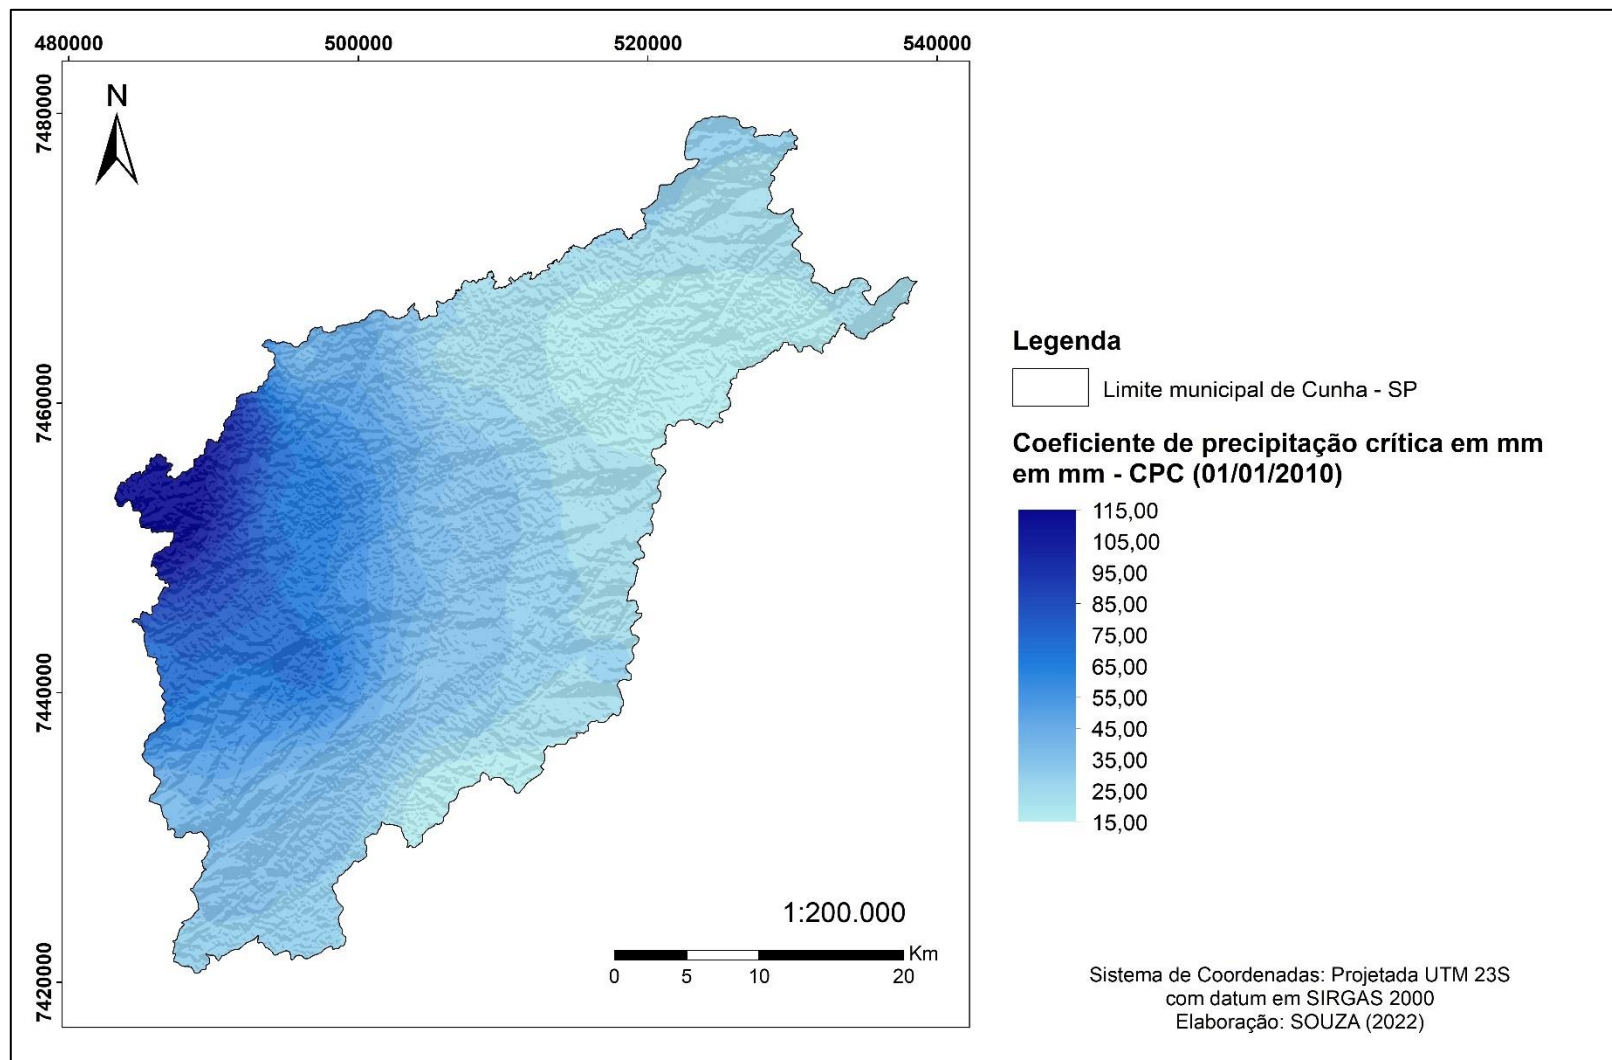 480000
500000
520000
540000
7480000
7460000
7440000
7420000
N
1:200.000
Km
0
5
10
20
Legenda
Limite municipal de Cunha - SP
Coeficiente de precipitação crítica em mm
em mm - CPC (01/01/2010)
115,00
105,00
95,00
85,00
75,00
65,00
55,00
45,00
35,00
25,00
15,00
Sistema de Coordenadas: Projetada UTM 23S
com datum em SIRGAS 2000
Elaboração: SOUZA (2022)